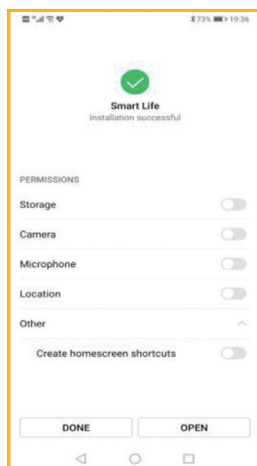 73% 19:36
Smart Life
Installation successful
PERMISSIONS
Storage
Camera
Microphone
Location
Other
Create homescreen shortcuts
DONE OPEN